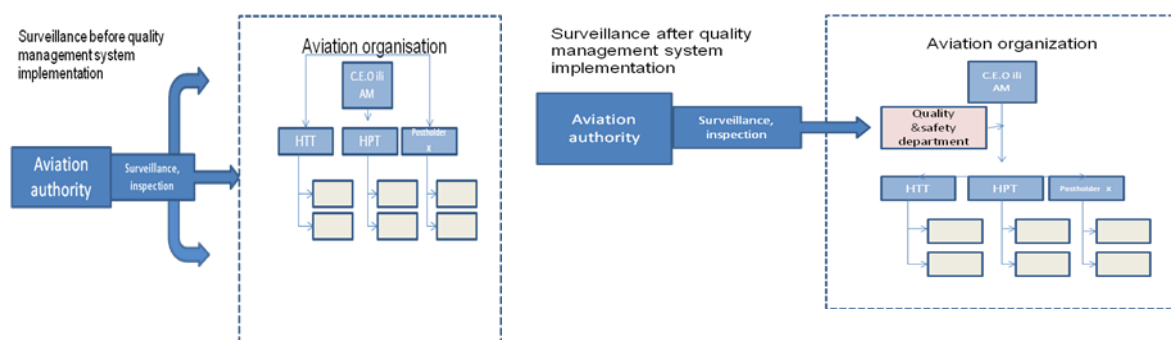 Surveillance before quality
management system
implementation
Aviation organisation
C.E.O ili
AM
HTT
HPT
Postholder
x
Aviation
authority
Surveillance,
inspection
Surveillance after quality
management system
implementation
Aviation organization
C.E.O ili
AM
Aviation
authority
Surveillance,
inspection
Quality
&safety
department
HTT
HPT
Postholder x